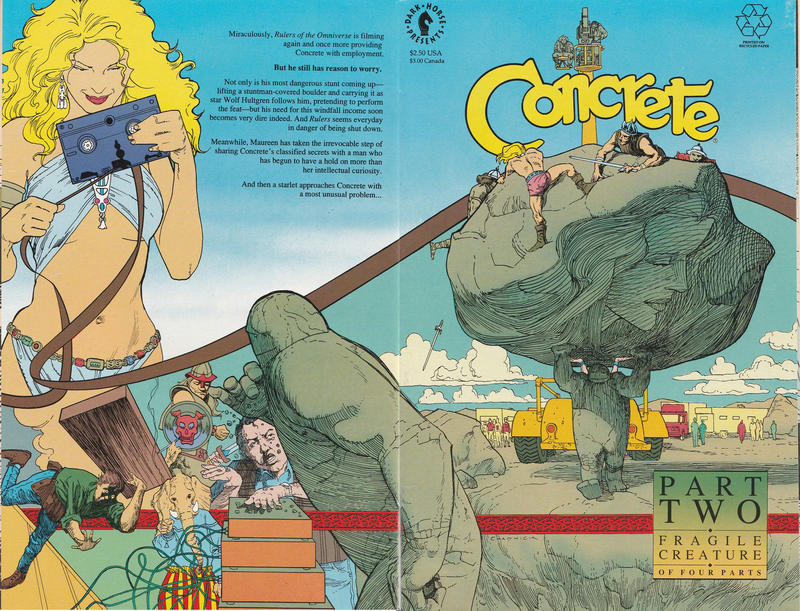 Miraculously, Rulers of the Omniverse is filming
again and once more providing
Concrete with employment.
But he still has reason to worry.
Not only is his most dangerous stunt coming up—
lifting a stuntman-covered boulder and carrying it as
star Wolf Hultgren follows him, pretending to perform
the feat—but his need for this windfall income soon
becomes very dire indeed. And Rulers seems everyday
in danger of being shut down.
Meanwhile, Maureen has taken the irrevocable step of
sharing Concrete's classified secrets with a man who
has begun to have a hold on more than
her intellectual curiosity.
And then a starlet approaches Concrete with
a most unusual problem...
DARK HORSE
PRESENTS
$2.50 USA
$3.00 Canada
PRINTED ON
RECYCLED PAPER
Concrete
CHADWICK
PART
TWO
FRAGILE
CREATURE
OF FOUR PARTS